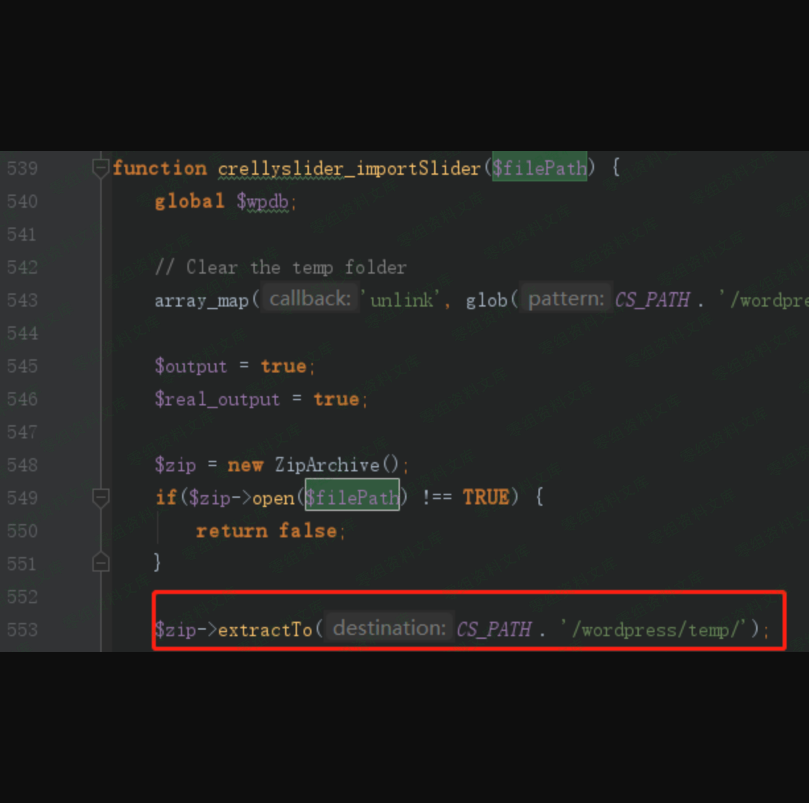 539 function crellyslider_importSlider($filePath) {
540 global $wpdb;
541
542 // Clear the temp folder
543 array_map( callback: 'unlink', glob( pattern: CS_PATH . '/wordpre
544
545 $output = true;
546 $real_output = true;
547
548 $zip = new ZipArchive();
549 if($zip->open($filePath) !== TRUE) {
550 return false;
551 }
552
553 $zip->extractTo( destination: CS_PATH . '/wordpress/temp/');